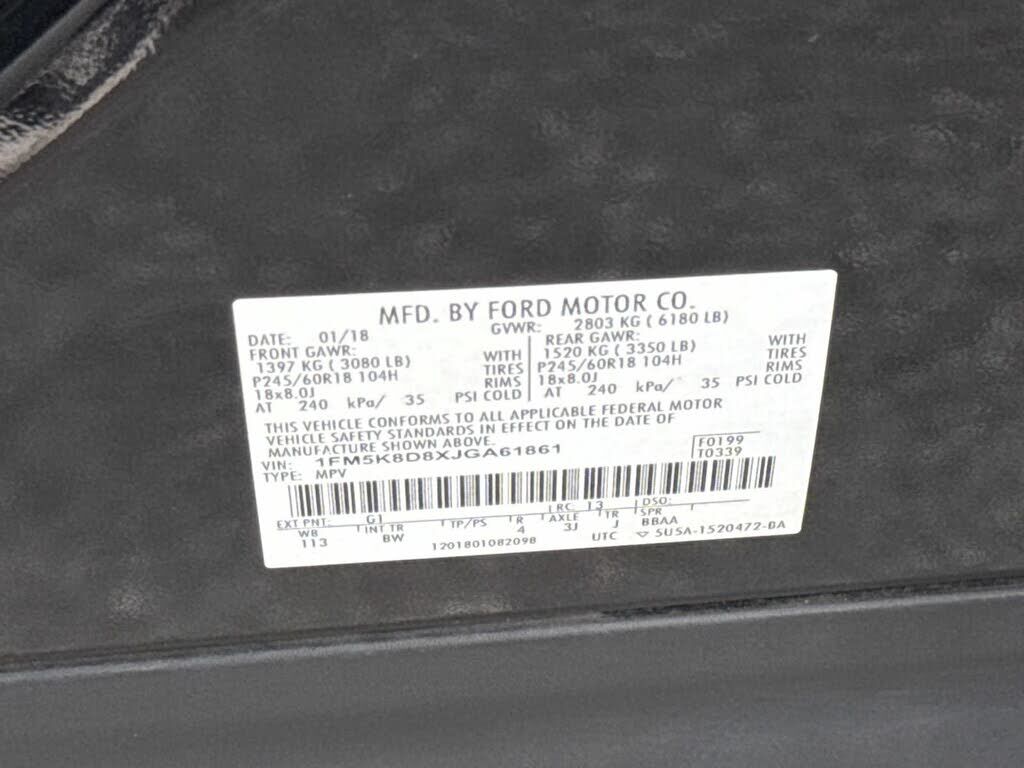 MFD. BY FORD MOTOR CO.
DATE: 01/18 GVWR: 2803 KG ( 6180 LB)
FRONT GAWR: REAR GAWR:
1397 KG ( 3080 LB) WITH 1520 KG ( 3350 LB) WITH
P245/60R18 104H TIRES P245/60R18 104H TIRES
18x8.0J RIMS 18x8.0J RIMS
AT 240 kPa/ 35 PSI COLD AT 240 kPa/ 35 PSI COLD
THIS VEHICLE CONFORMS TO ALL APPLICABLE FEDERAL MOTOR
VEHICLE SAFETY STANDARDS IN EFFECT ON THE DATE OF
MANUFACTURE SHOWN ABOVE.
VIN: 1FM5K8D8XJGA61861 F0199
TYPE: MPV T0339
EXT PNT: G1 RC: 13 DSO:
WB INT TR TP/PS R AXLE TR SPR
113 BW 4 3J J BBAA
1201801082098 UTC ▽ 5U5A-1520472-BA